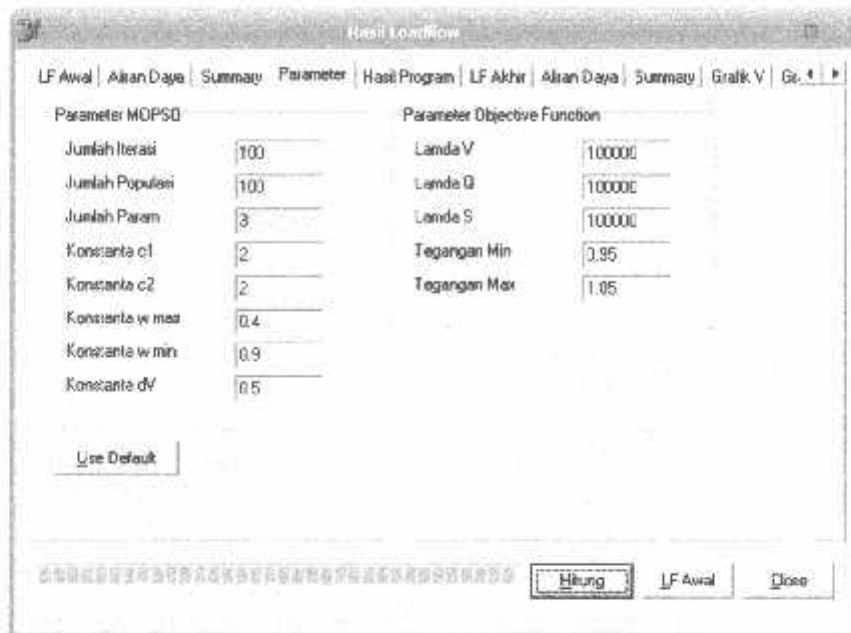 Hasil Loadflow
LF Awal Aliran Daya Summary Parameter Hasil Program LF Akhir Aliran Daya Summary Grafik V
Parameter MOPSO
Jumlah Iterasi 100
Jumlah Populasi 100
Jumlah Param 3
Konstanta c1 2
Konstanta c2 2
Konstanta w max 0.4
Konstanta w min 0.9
Konstanta dV 0.5
Use Default
Parameter Objective Function
Lamda V 100000
Lamda Q 100000
Lamda S 100000
Tegangan Min 0.95
Tegangan Max 1.05
Hitung LF Awal Close